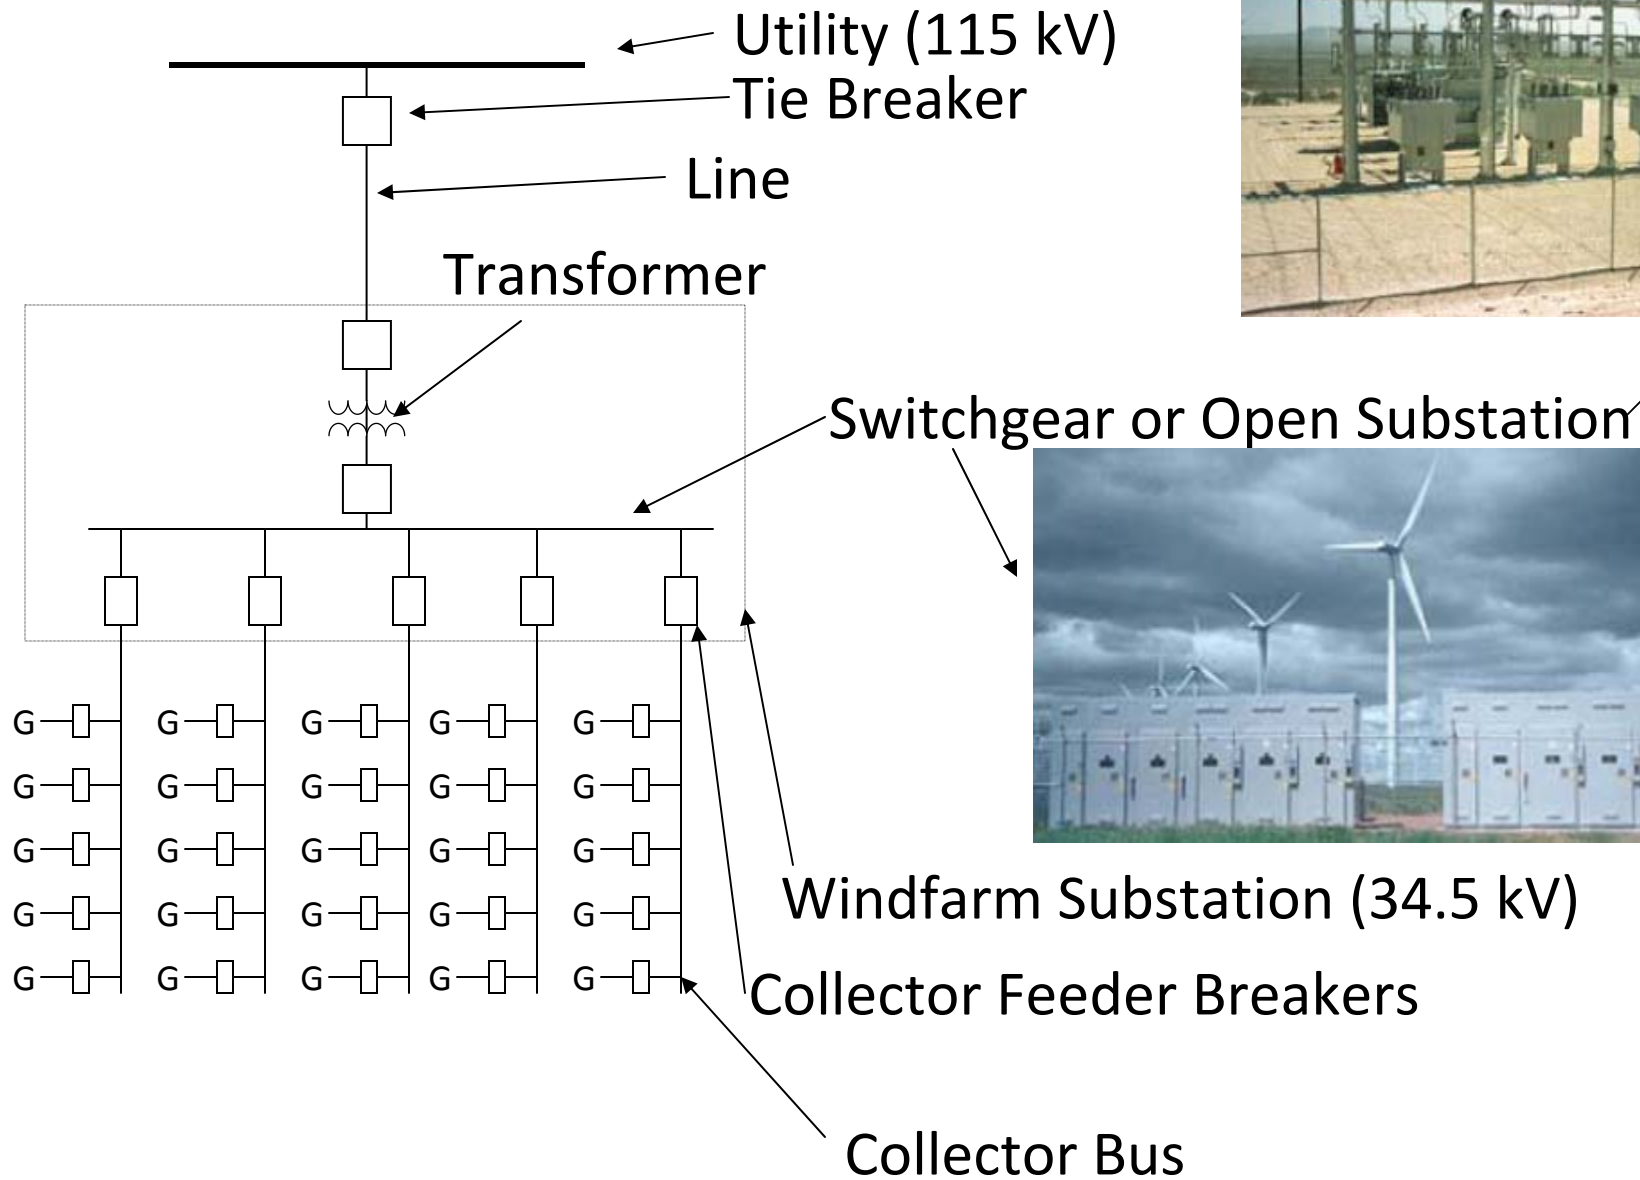 Utility (115 kV)
Tie Breaker
Line
Transformer
Switchgear or Open Substation
G G G G G
G G G G G
G G G G G
G G G G G
G G G G G
Windfarm Substation (34.5 kV)
Collector Feeder Breakers
Collector Bus